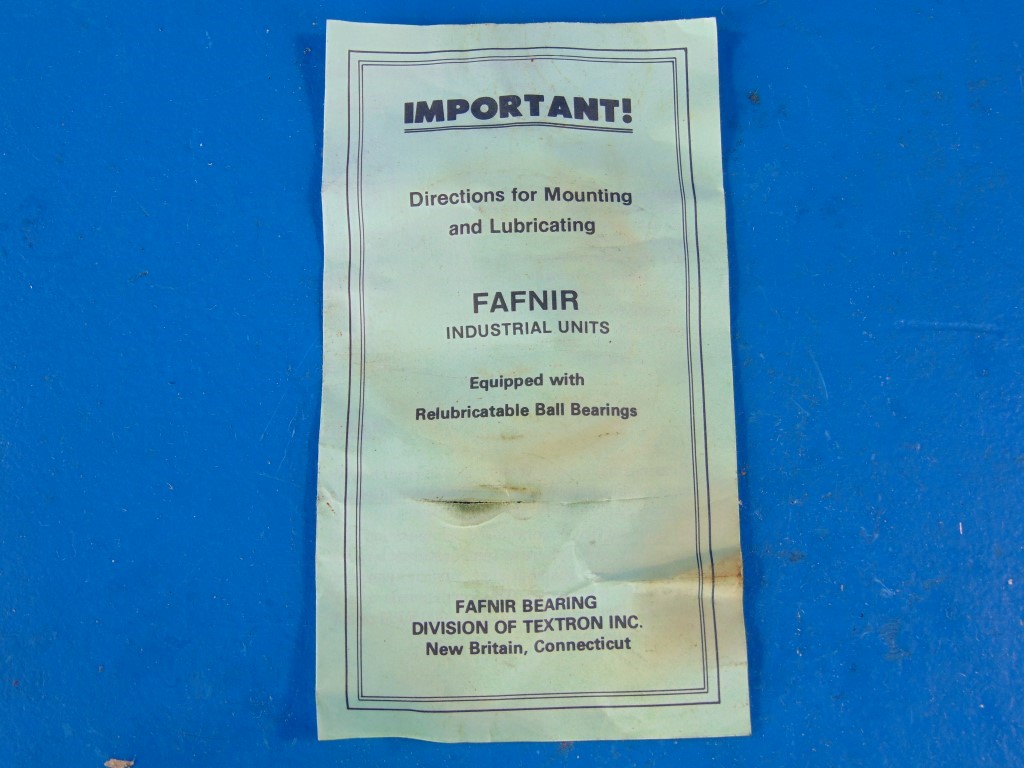 IMPORTANT!
Directions for Mounting
and Lubricating
FAFNIR
INDUSTRIAL UNITS
Equipped with
Relubricatable Ball Bearings
FAFNIR BEARING
DIVISION OF TEXTRON INC.
New Britain, Connecticut